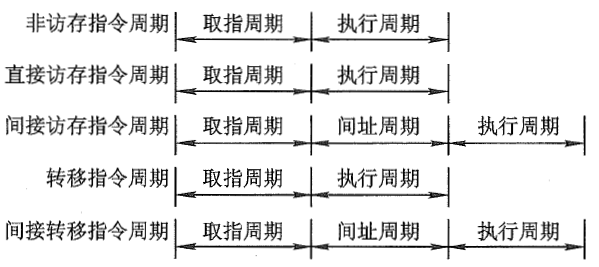 非访存指令周期 取指周期 执行周期
直接访存指令周期 取指周期 执行周期
间接访存指令周期 取指周期 间址周期 执行周期
转移指令周期 取指周期 执行周期
间接转移指令周期 取指周期 间址周期 执行周期